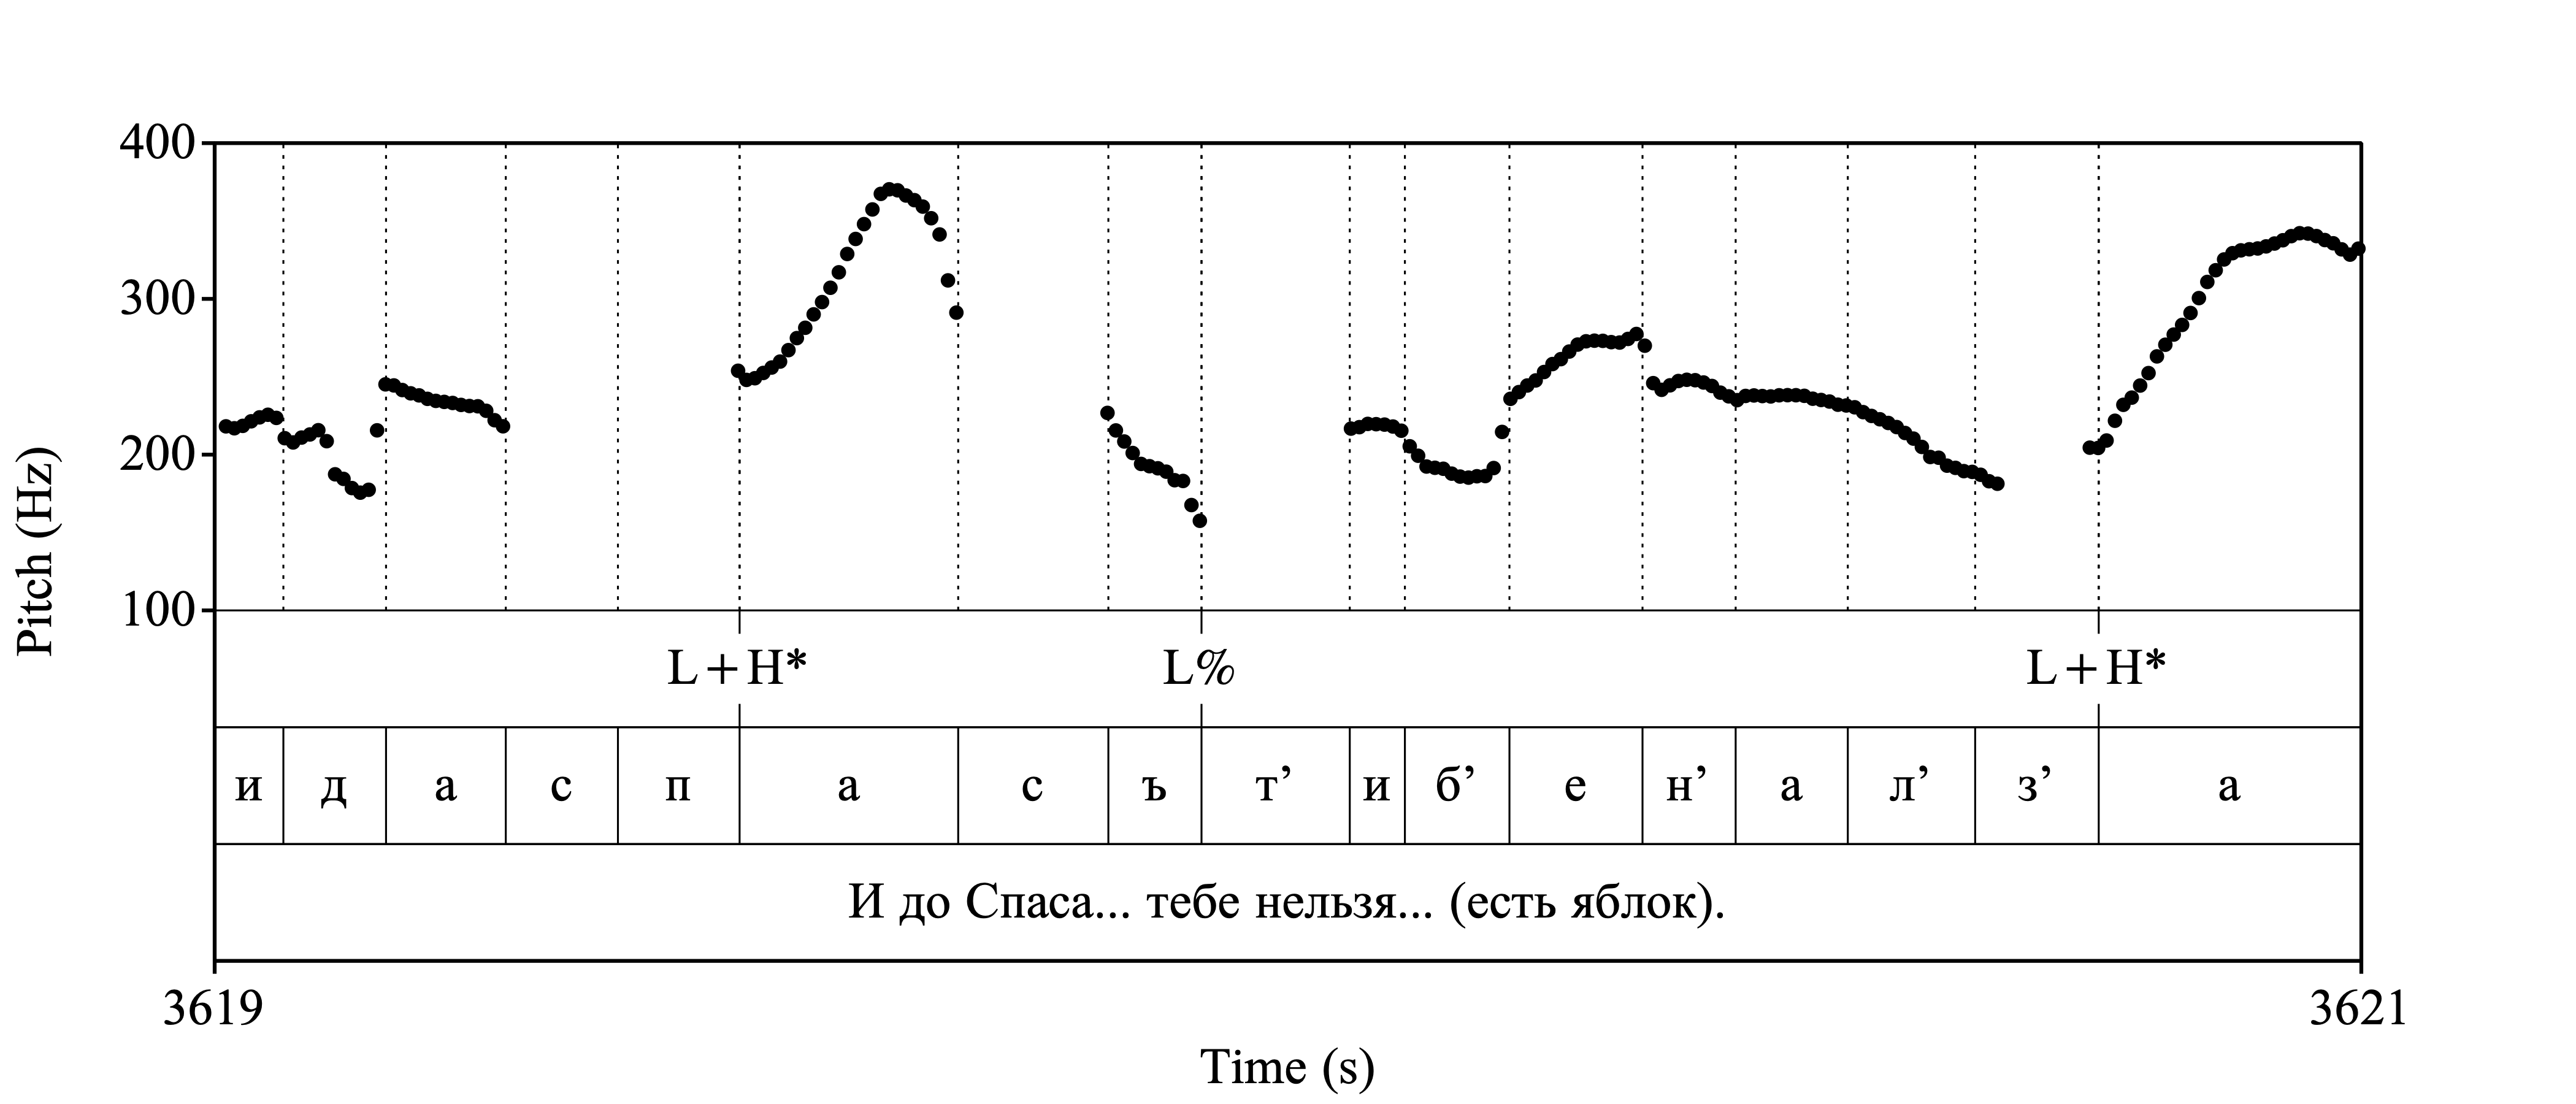 400
300
200
100
Pitch (Hz)
L+H* L% L+H*
и д а с п а с ъ т’ и б’ е н’ а л’ з’ а
И до Спаса... тебе нельзя... (есть яблок).
3619 3621
Time (s)